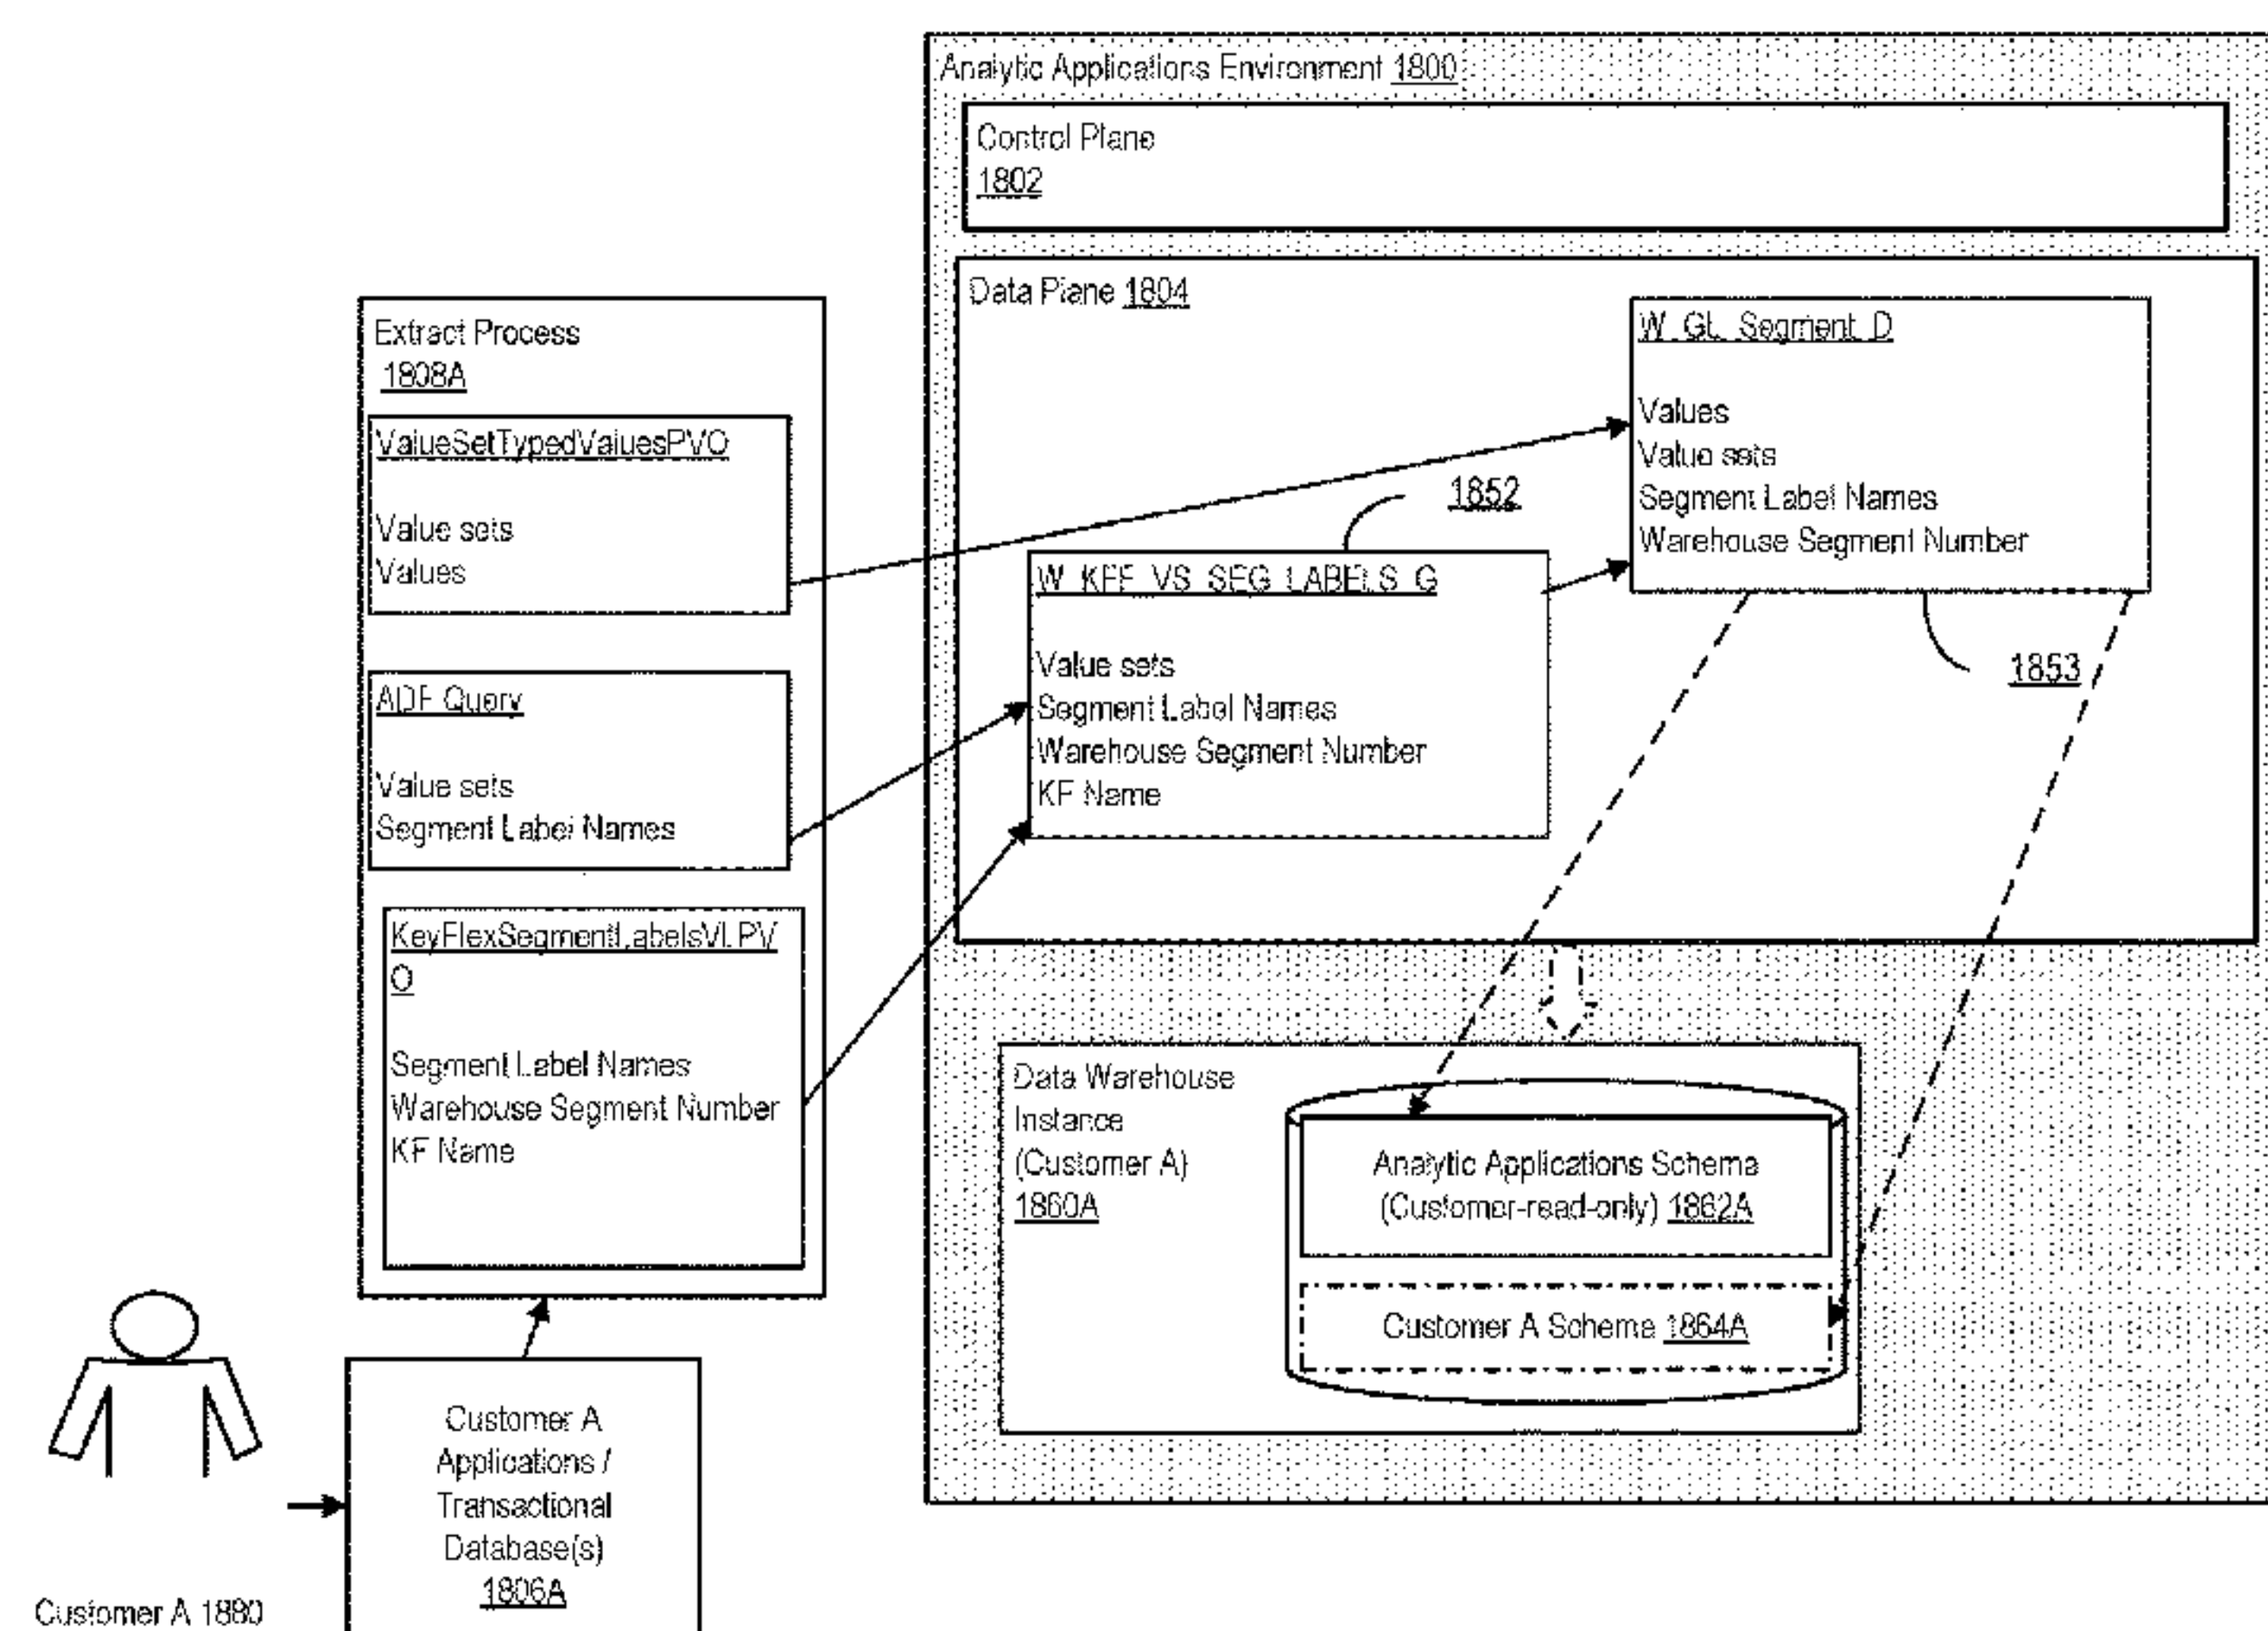 Analytic Applications Environment 1800
Control Plane
1802
Data Plane 1804
W_GL_Segment_D
Values
Value sets
Segment Label Names
Warehouse Segment Number
1853
1852
W_KFF_VS_SEG_LABELS_G
Value sets
Segment Label Names
Warehouse Segment Number
KF Name
Extract Process
1808A
ValueSetTypedValuesPVO
Value sets
Values
ADF Query
Value sets
Segment Label Names
KeyFlexSegmentLabelsVLPV
O
Segment Label Names
Warehouse Segment Number
KF Name
Data Warehouse
Instance
(Customer A)
1860A
Analytic Applications Schema
(Customer-read-only) 1862A
Customer A Schema 1864A
Customer A
Applications /
Transactional
Database(s)
1806A
Customer A 1880